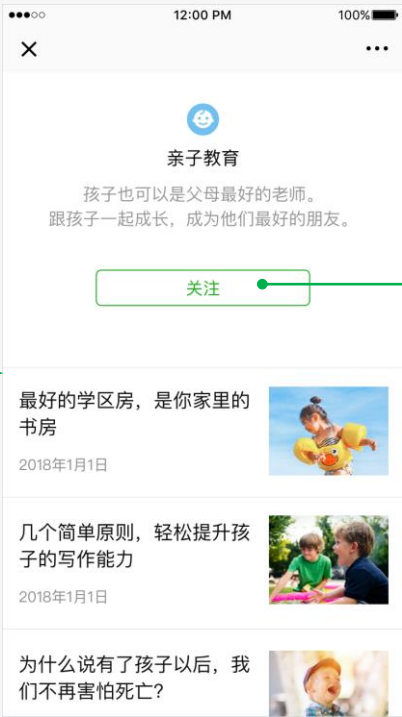 12:00 PM
100%
亲子教育
孩子也可以是父母最好的老师。
跟孩子一起成长，成为他们最好的朋友。
关注
最好的学区房，是你家里的
书房
2018年1月1日
几个简单原则，轻松提升孩
子的写作能力
2018年1月1日
为什么说有了孩子以后，我
们不再害怕死亡？